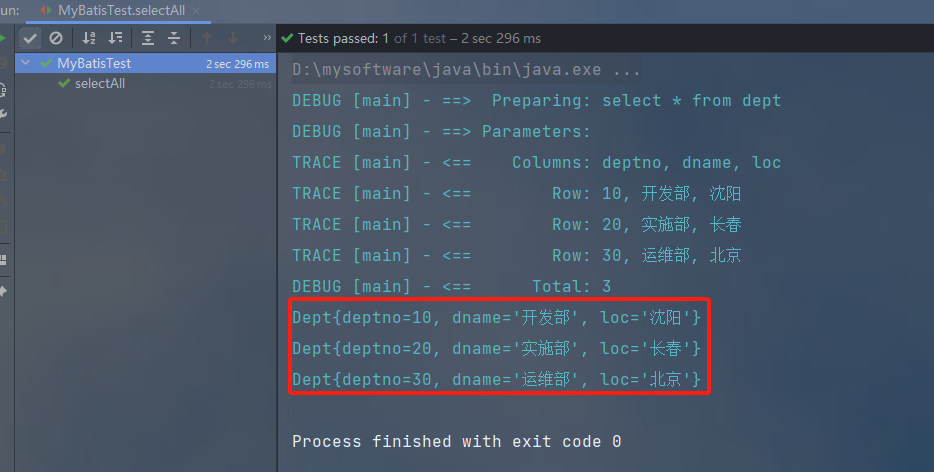 un: MyBatisTest.selectAll ×
Tests passed: 1 of 1 test – 2 sec 296 ms
MyBatisTest 2 sec 296 ms
selectAll 2 sec 296 ms
D:\mysoftware\java\bin\java.exe ...
DEBUG [main] - ==>  Preparing: select * from dept
DEBUG [main] - ==> Parameters:
TRACE [main] - <==    Columns: deptno, dname, loc
TRACE [main] - <==        Row: 10, 开发部, 沈阳
TRACE [main] - <==        Row: 20, 实施部, 长春
TRACE [main] - <==        Row: 30, 运维部, 北京
DEBUG [main] - <==      Total: 3
Dept{deptno=10, dname='开发部', loc='沈阳'}
Dept{deptno=20, dname='实施部', loc='长春'}
Dept{deptno=30, dname='运维部', loc='北京'}
Process finished with exit code 0